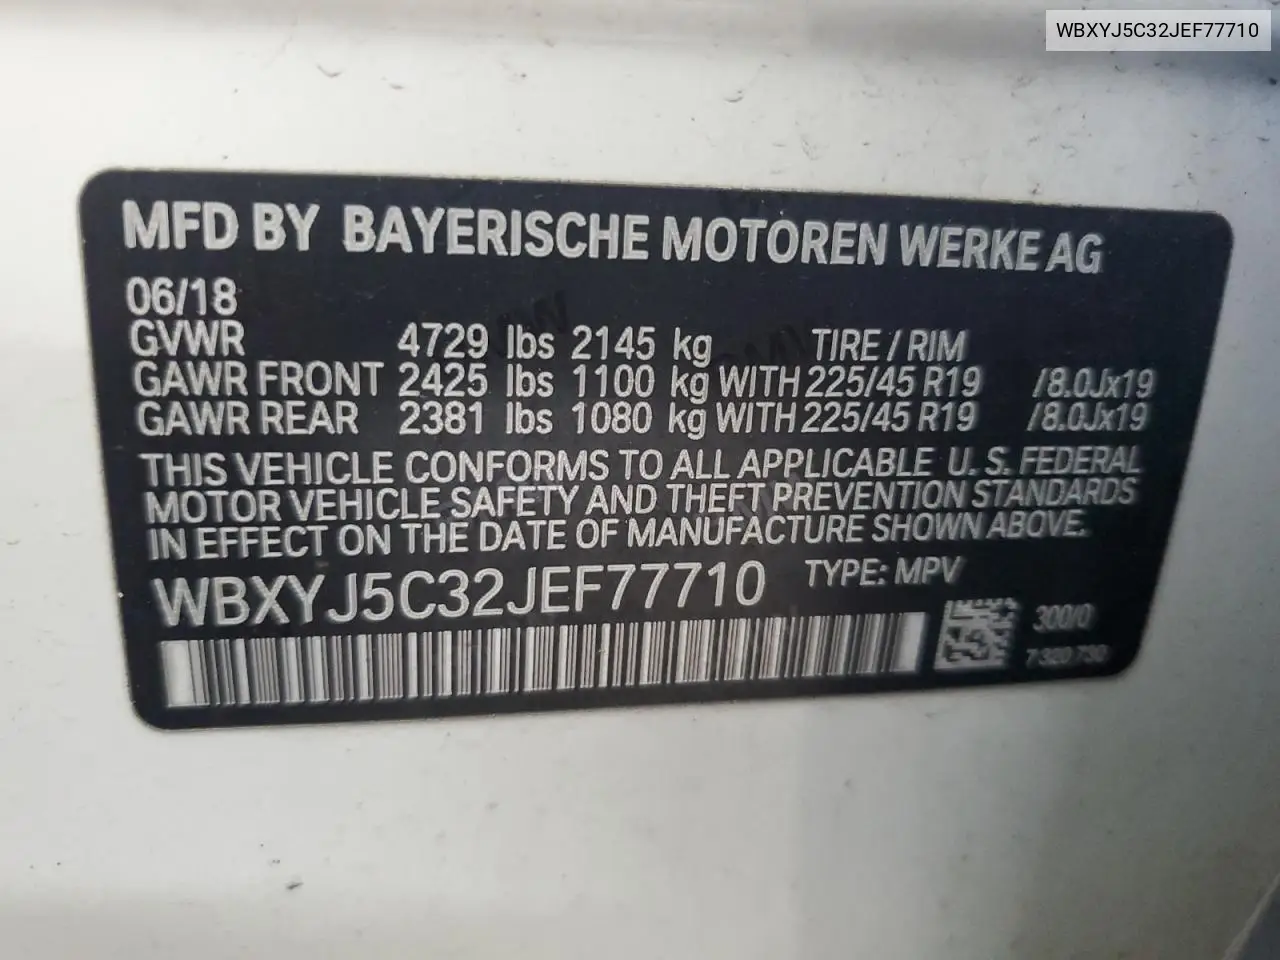 WBXYJ5C32JEF77710
MFD BY BAYERISCHE MOTOREN WERKE AG
06/18
GVWR 4729 lbs 2145 kg TIRE / RIM
GAWR FRONT 2425 lbs 1100 kg WITH 225/45 R19 /8.0Jx19
GAWR REAR 2381 lbs 1080 kg WITH 225/45 R19 /8.0Jx19
THIS VEHICLE CONFORMS TO ALL APPLICABLE U.S. FEDERAL
MOTOR VEHICLE SAFETY AND THEFT PREVENTION STANDARDS
IN EFFECT ON THE DATE OF MANUFACTURE SHOWN ABOVE.
WBXYJ5C32JEF77710 TYPE: MPV
300/0
7 320 730